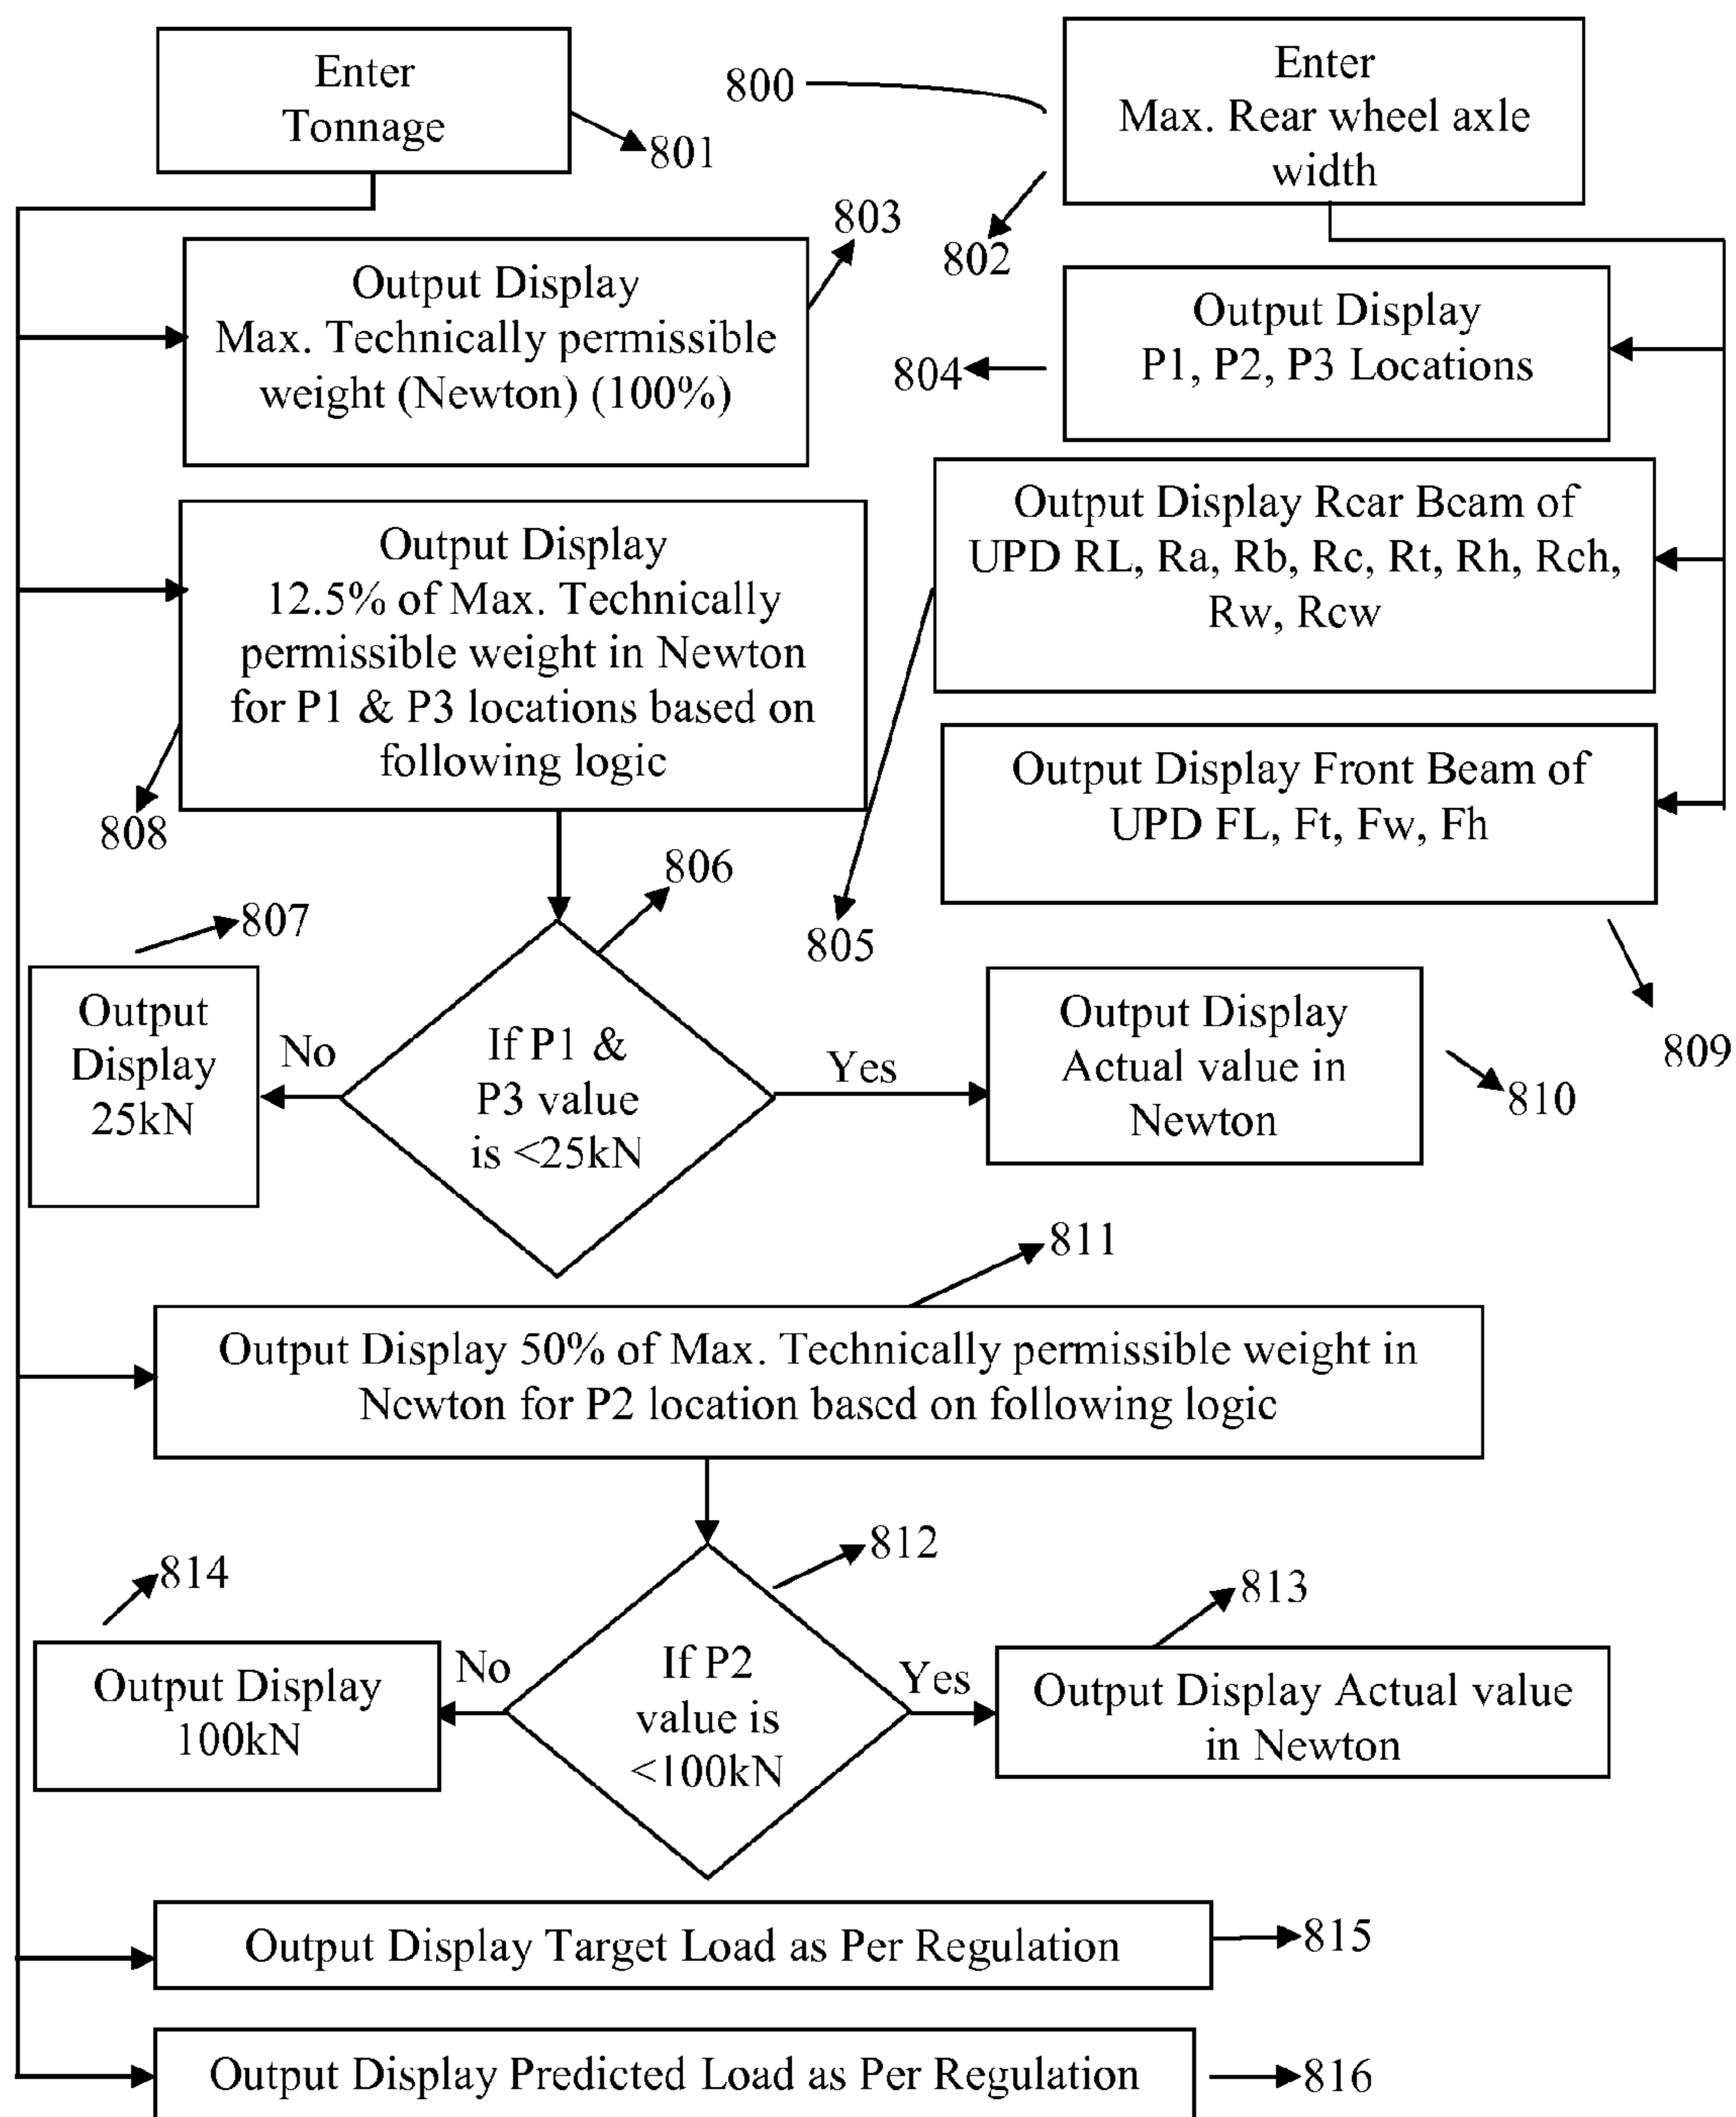 Enter
Tonnage
801
800
Enter
Max. Rear wheel axle
width
802
803
Output Display
Max. Technically permissible
weight (Newton) (100%)
Output Display
P1, P2, P3 Locations
804
Output Display Rear Beam of
UPD RL, Ra, Rb, Rc, Rt, Rh, Rch,
Rw, Rcw
805
Output Display
12.5% of Max. Technically
permissible weight in Newton
for P1 & P3 locations based on
following logic
808
Output Display Front Beam of
UPD FL, Ft, Fw, Fh
809
806
807
Output
Display
25kN
No
If P1 &
P3 value
is <25kN
Yes
Output Display
Actual value in
Newton
810
811
Output Display 50% of Max. Technically permissible weight in
Newton for P2 location based on following logic
812
814
813
Output Display
100kN
No
If P2
value is
<100kN
Yes
Output Display Actual value
in Newton
Output Display Target Load as Per Regulation
815
Output Display Predicted Load as Per Regulation
816